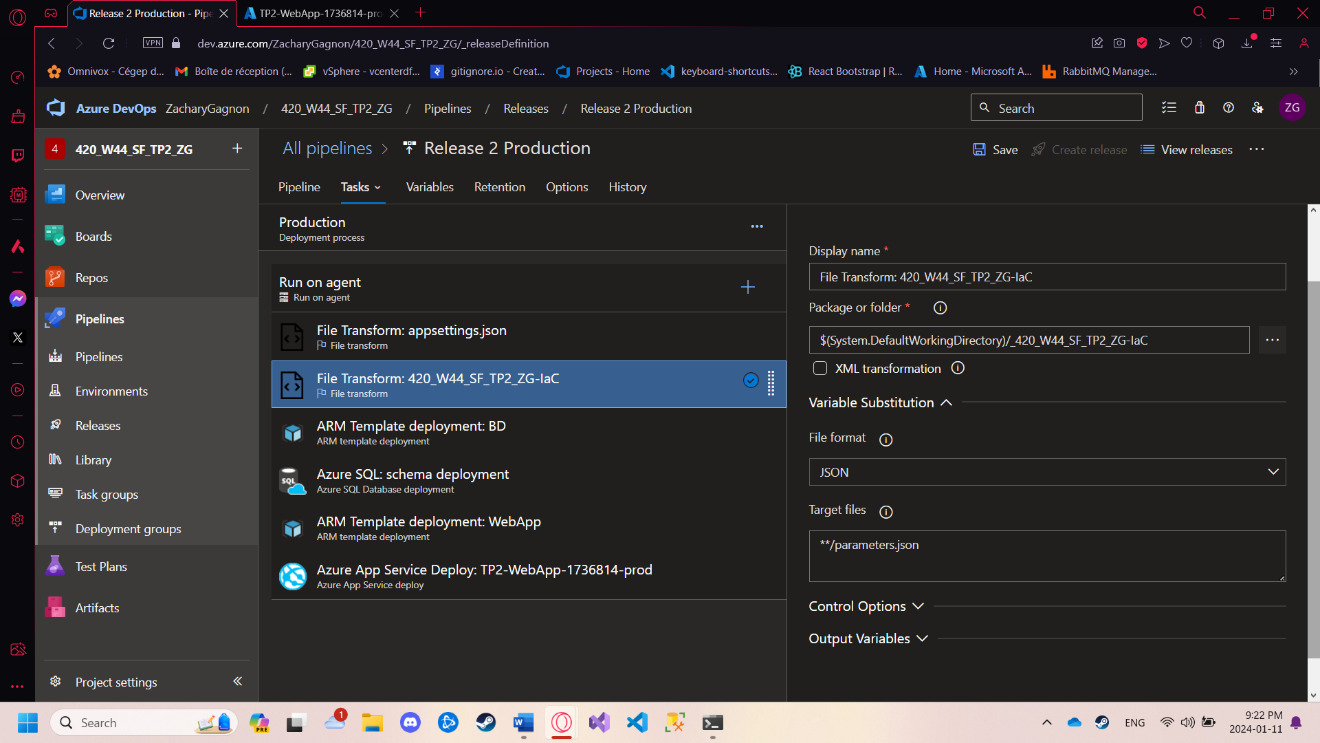 Release 2 Production - Pipe
TP2-WebApp-1736814-pro
VPN
dev.azure.com/ZacharyGagnon/420_W44_SF_TP2_ZG/_releaseDefinition
Omnivox - Cégep d...
Boîte de réception (...
vSphere - vcenterdf...
gitignore.io - Creat...
Projects - Home
keyboard-shortcuts...
React Bootstrap | R...
Home - Microsoft A...
RabbitMQ Manage...
Azure DevOps
ZacharyGagnon / 420_W44_SF_TP2_ZG / Pipelines / Releases / Release 2 Production
Search
ZG
4
420_W44_SF_TP2_ZG
Overview
Boards
Repos
Pipelines
Pipelines
Environments
Releases
Library
Task groups
Deployment groups
Test Plans
Artifacts
Project settings
All pipelines > Release 2 Production
Save
Create release
View releases
Pipeline
Tasks
Variables
Retention
Options
History
Production
Deployment process
Run on agent
Run on agent
File Transform: appsettings.json
File transform
File Transform: 420_W44_SF_TP2_ZG-IaC
File transform
ARM Template deployment: BD
ARM template deployment
SQL
Azure SQL: schema deployment
Azure SQL Database deployment
ARM Template deployment: WebApp
ARM template deployment
Azure App Service Deploy: TP2-WebApp-1736814-prod
Azure App Service deploy
Display name *
File Transform: 420_W44_SF_TP2_ZG-IaC
Package or folder *
$(System.DefaultWorkingDirectory)/_420_W44_SF_TP2_ZG-IaC
XML transformation
Variable Substitution
File format
JSON
Target files
**/parameters.json
Control Options
Output Variables
Search
PRE
1
ENG
9:22 PM
2024-01-11